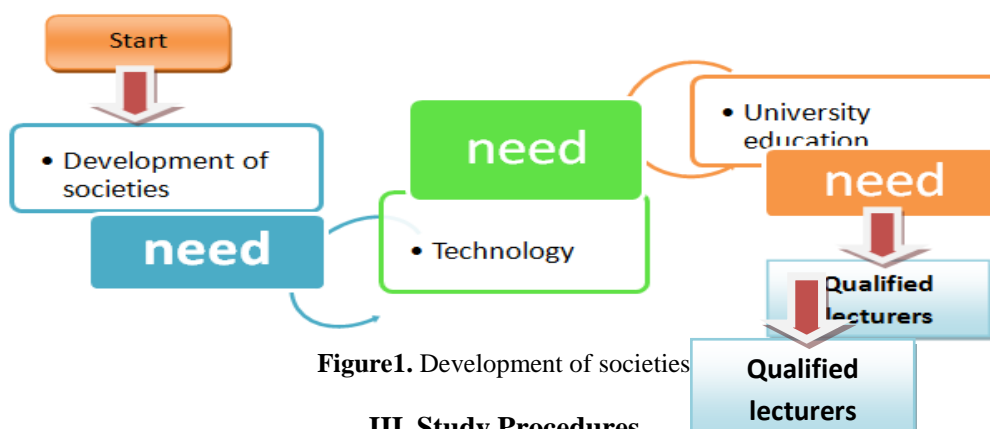 Start
• Development of
societies
need
need
• Technology
• University
education
need
Qualified
lecturers
Qualified
lecturers
Figure1. Development of societies
III. Study Procedures